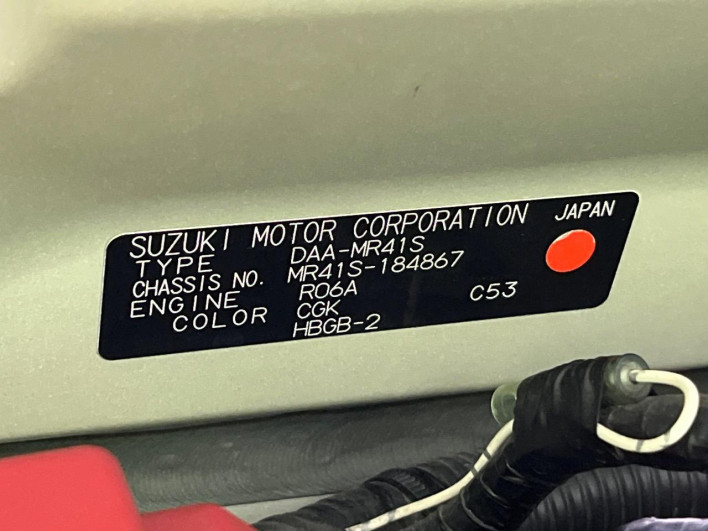 SUZUKI MOTOR CORPORATION JAPAN
TYPE DAA-MR41S
CHASSIS NO. MR41S-184867
ENGINE R06A C53
COLOR CGK
HBGB-2